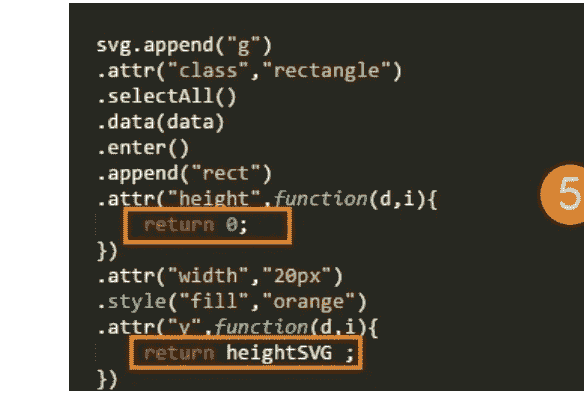 svg.append("g")
.attr("class","rectangle")
.selectAll()
.data(data)
.enter()
.append("rect")
.attr("height",function(d,i){
return 0;
})
.attr("width","20px")
.style("fill","orange")
.attr("y",function(d,i){
return heightSVG ;
})
5